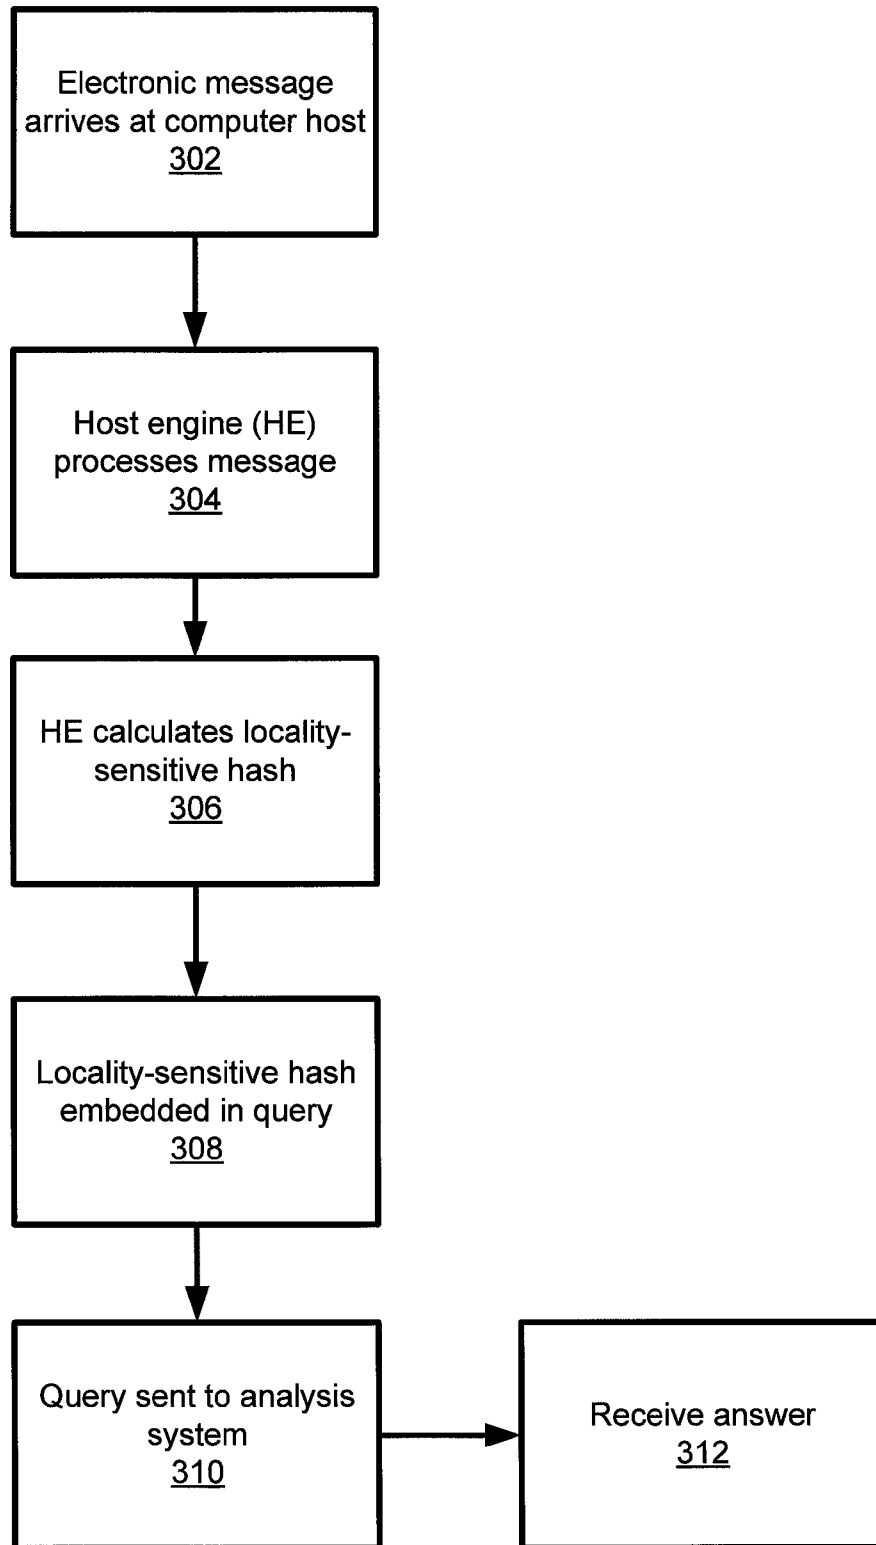 Electronic message
arrives at computer host
302
Host engine (HE)
processes message
304
HE calculates locality-
sensitive hash
306
Locality-sensitive hash
embedded in query
308
Query sent to analysis
system
310
Receive answer
312